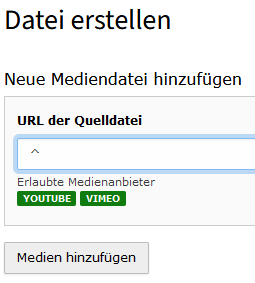 Datei erstellen
Neue Mediendatei hinzufügen
URL der Quelldatei
^
Erlaubte Medienanbieter
YOUTUBE VIMEO
Medien hinzufügen